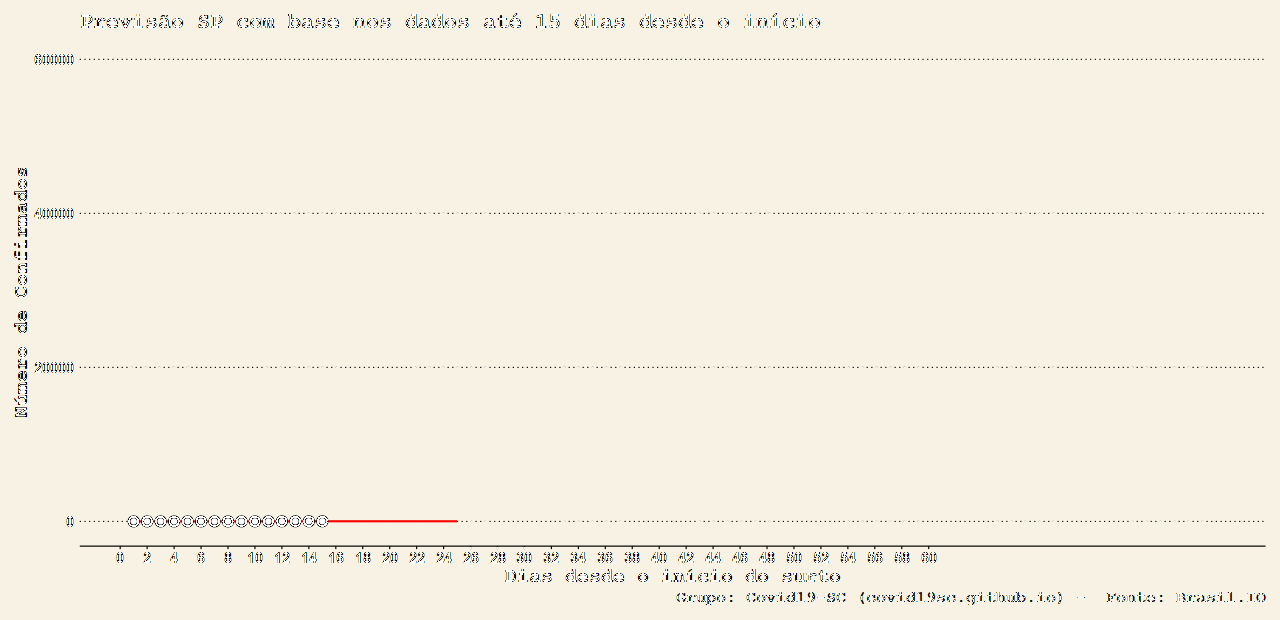 Previsão SP com base nos dados até 15 dias desde o início
Número de Confirmados
600000
400000
200000
0
0 2 4 6 8 10 12 14 16 18 20 22 24 26 28 30 32 34 36 38 40 42 44 46 48 50 52 54 56 58 60
Dias desde o início do surto
Grupo: Covid19-SC (covid19sc.github.io) -- Fonte: Brasil.IO